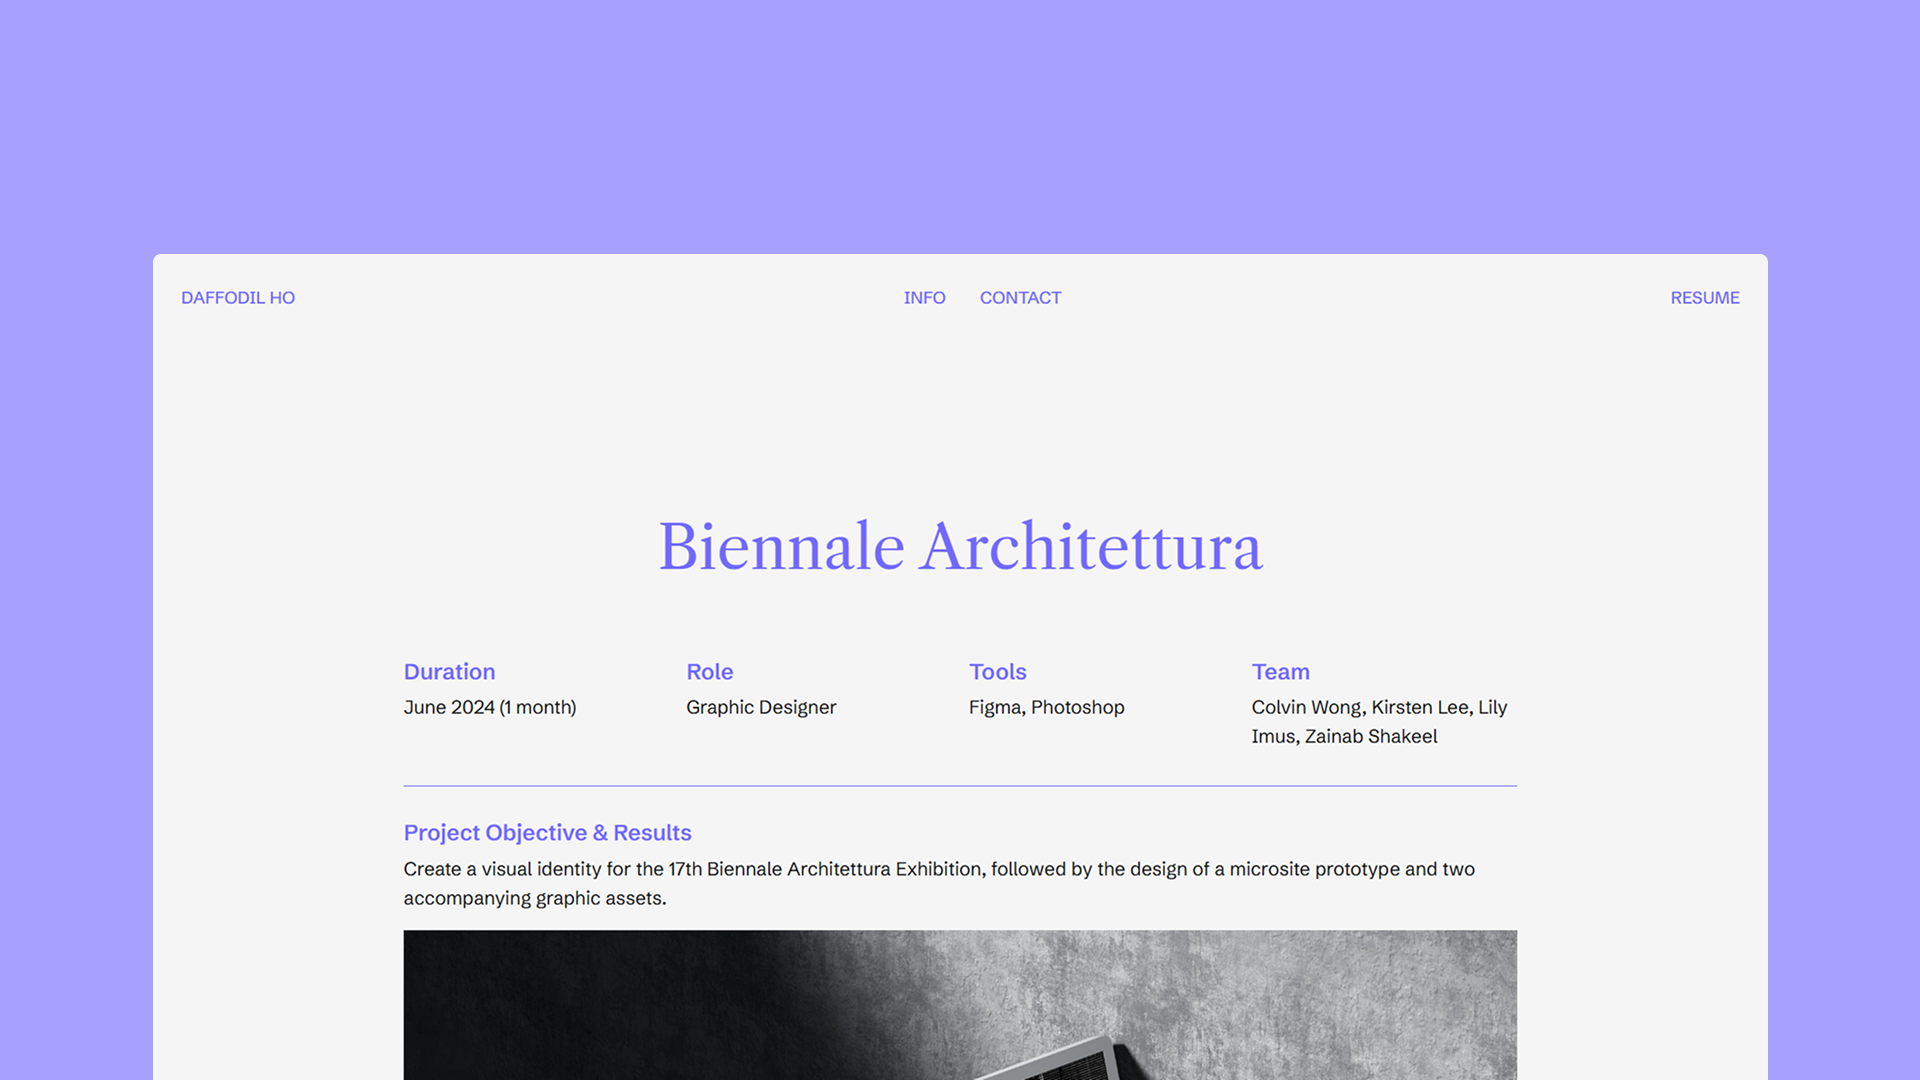 DAFFODIL HO
INFO
CONTACT
RESUME
Biennale Architettura
Duration
June 2024 (1 month)
Role
Graphic Designer
Tools
Figma, Photoshop
Team
Colvin Wong, Kirsten Lee, Lily
Imus, Zainab Shakeel
Project Objective & Results
Create a visual identity for the 17th Biennale Architettura Exhibition, followed by the design of a microsite prototype and two
accompanying graphic assets.